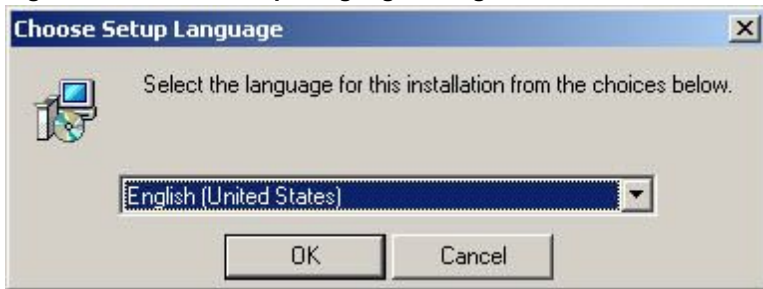 Choose Setup Language
Select the language for this installation from the choices below.
English (United States)
OK
Cancel